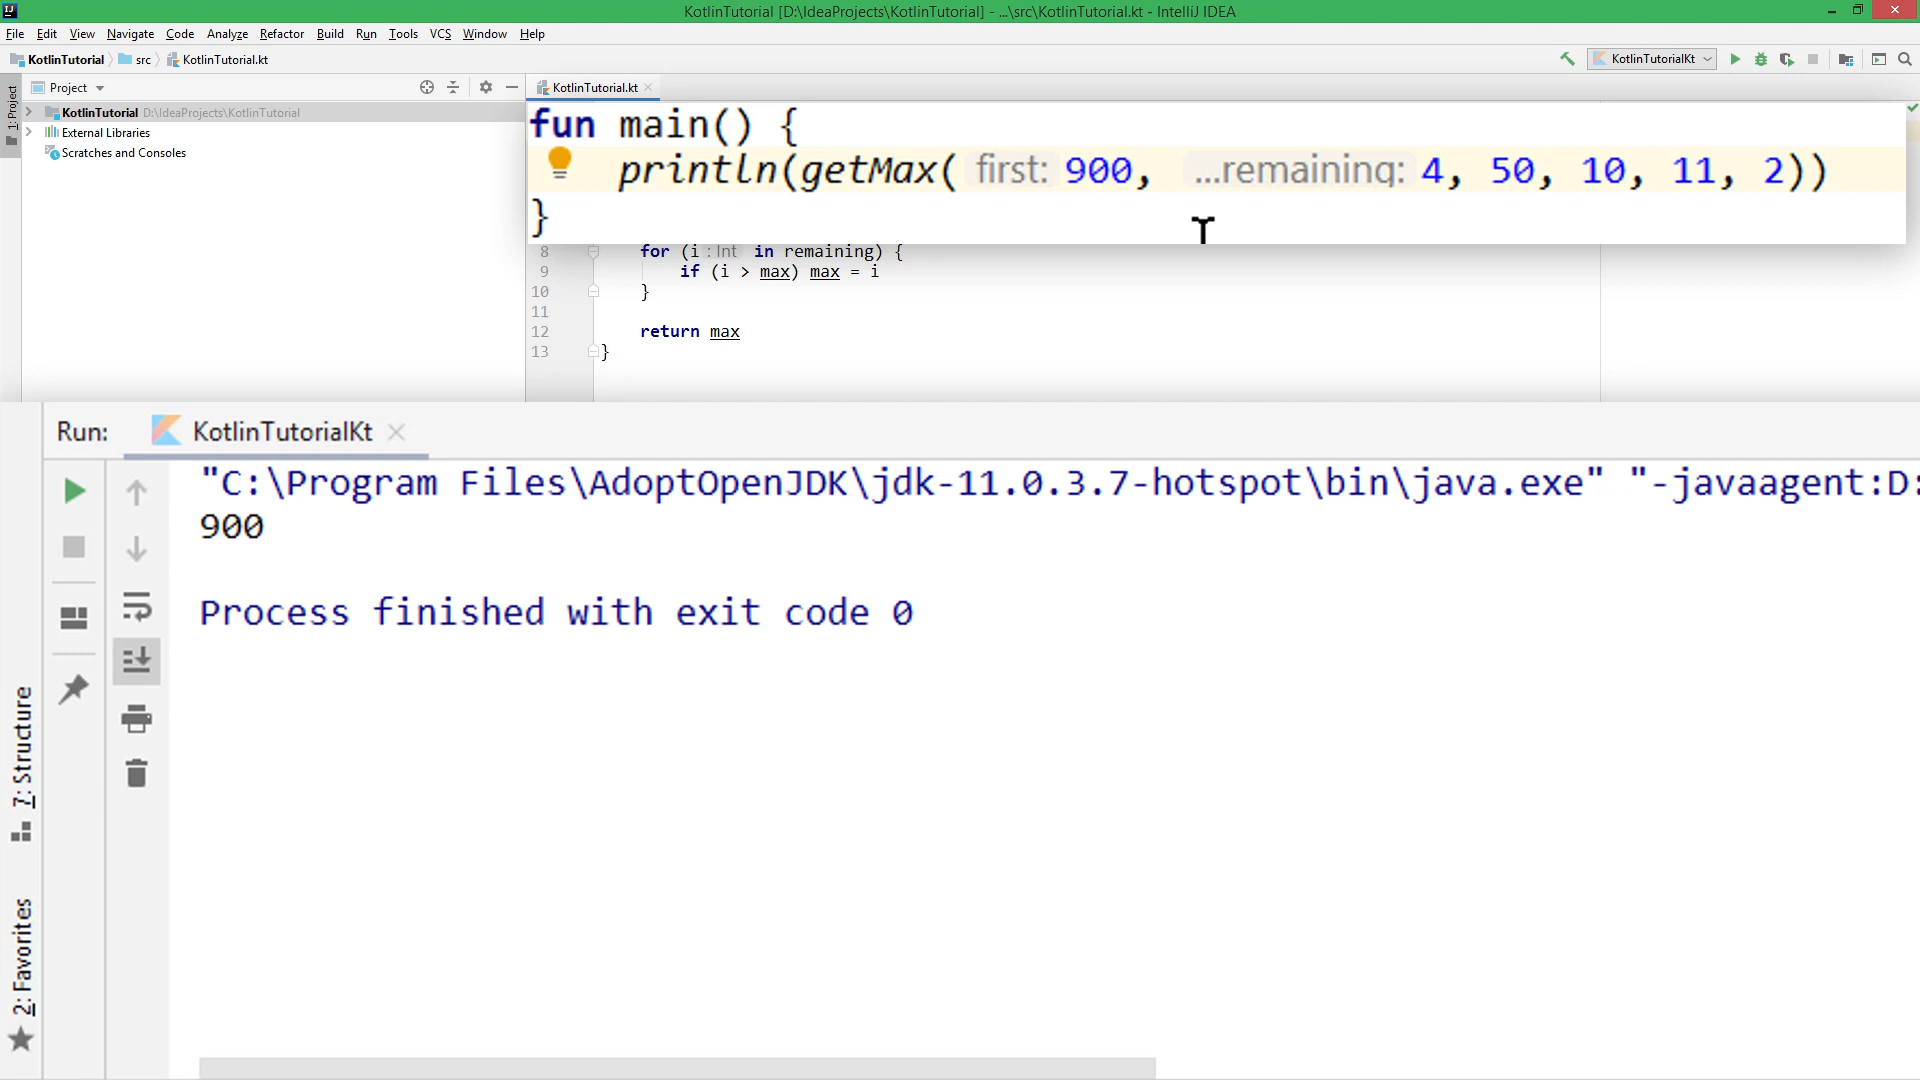 KotlinTutorial [D:\IdeaProjects\KotlinTutorial] - ...\src\KotlinTutorial.kt - IntelliJ IDEA
File Edit View Navigate Code Analyze Refactor Build Run Tools VCS Window Help
KotlinTutorial src KotlinTutorial.kt KotlinTutorialKt
1: Project
Project
KotlinTutorial D:\IdeaProjects\KotlinTutorial
External Libraries
Scratches and Consoles
KotlinTutorial.kt
fun main() {
println(getMax( first: 900, ...remaining: 4, 50, 10, 11, 2))
}
8 for (i : Int in remaining) {
9 if (i > max) max = i
10 }
11
12 return max
13 }
Run: KotlinTutorialKt
"C:\Program Files\AdoptOpenJDK\jdk-11.0.3.7-hotspot\bin\java.exe" "-javaagent:D:
900
Process finished with exit code 0
7: Structure
2: Favorites